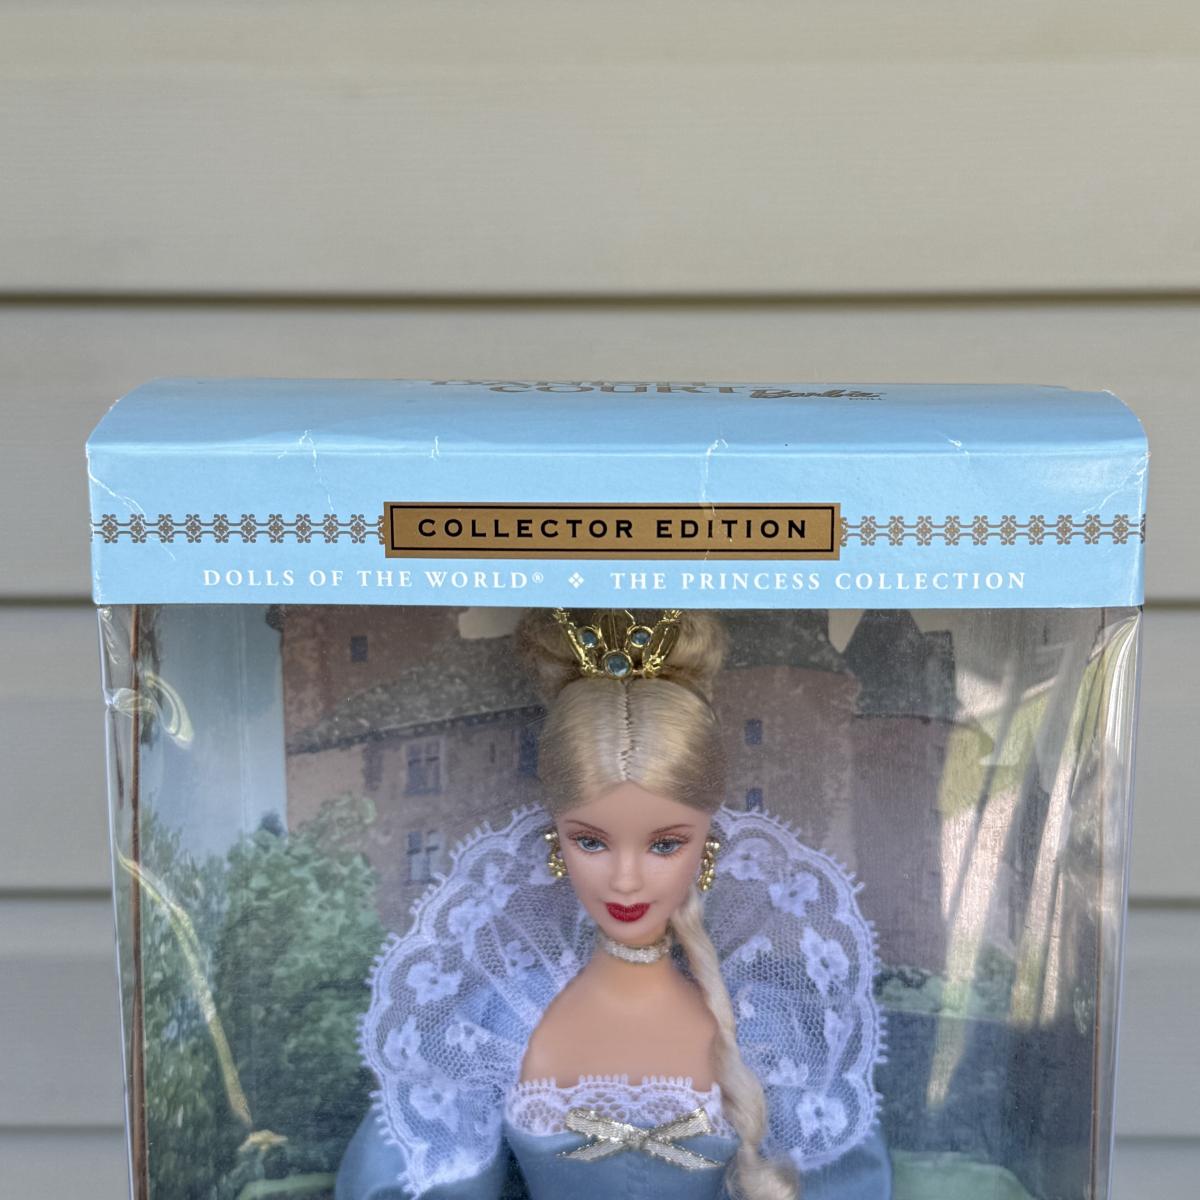 COURT Barbie
COLLECTOR EDITION
DOLLS OF THE WORLD® ❖ THE PRINCESS COLLECTION